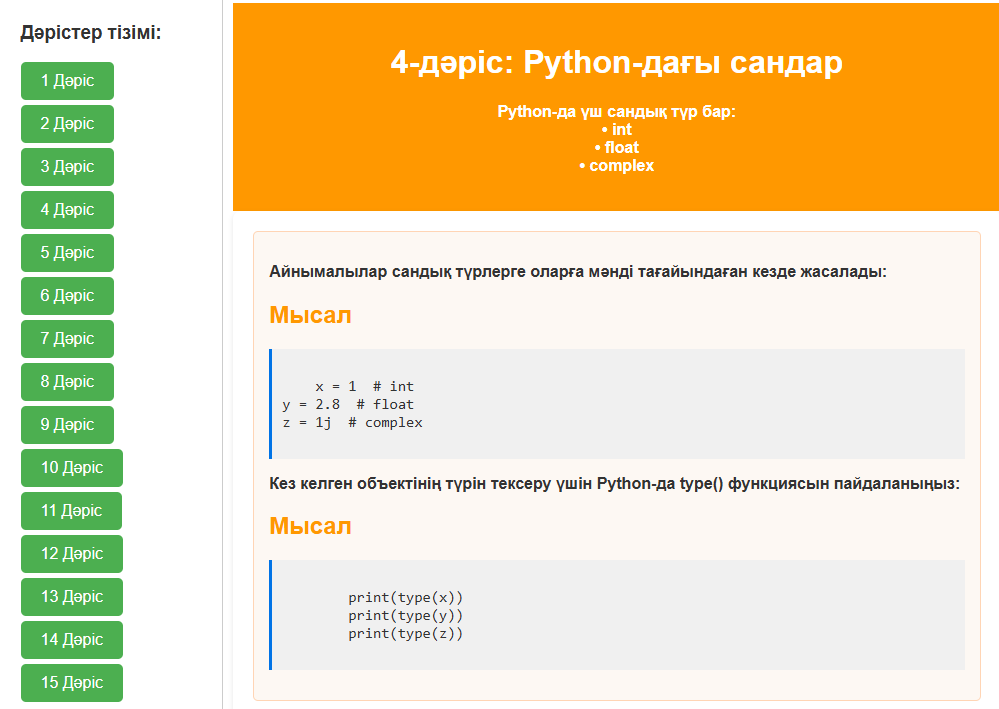 Дәрістер тізімі:
1 Дәріс
2 Дәріс
3 Дәріс
4 Дәріс
5 Дәріс
6 Дәріс
7 Дәріс
8 Дәріс
9 Дәріс
10 Дәріс
11 Дәріс
12 Дәріс
13 Дәріс
14 Дәріс
15 Дәріс
4-дәріс: Python-дағы сандар
Python-да үш сандық түр бар:
• int
• float
• complex
Айнымалылар сандық түрлерге оларға мәнді тағайындаған кезде жасалады:
Мысал
x = 1  # int
y = 2.8  # float
z = 1j  # complex
Кез келген объектінің түрін тексеру үшін Python-да type() функциясын пайдаланыңыз:
Мысал
print(type(x))
print(type(y))
print(type(z))